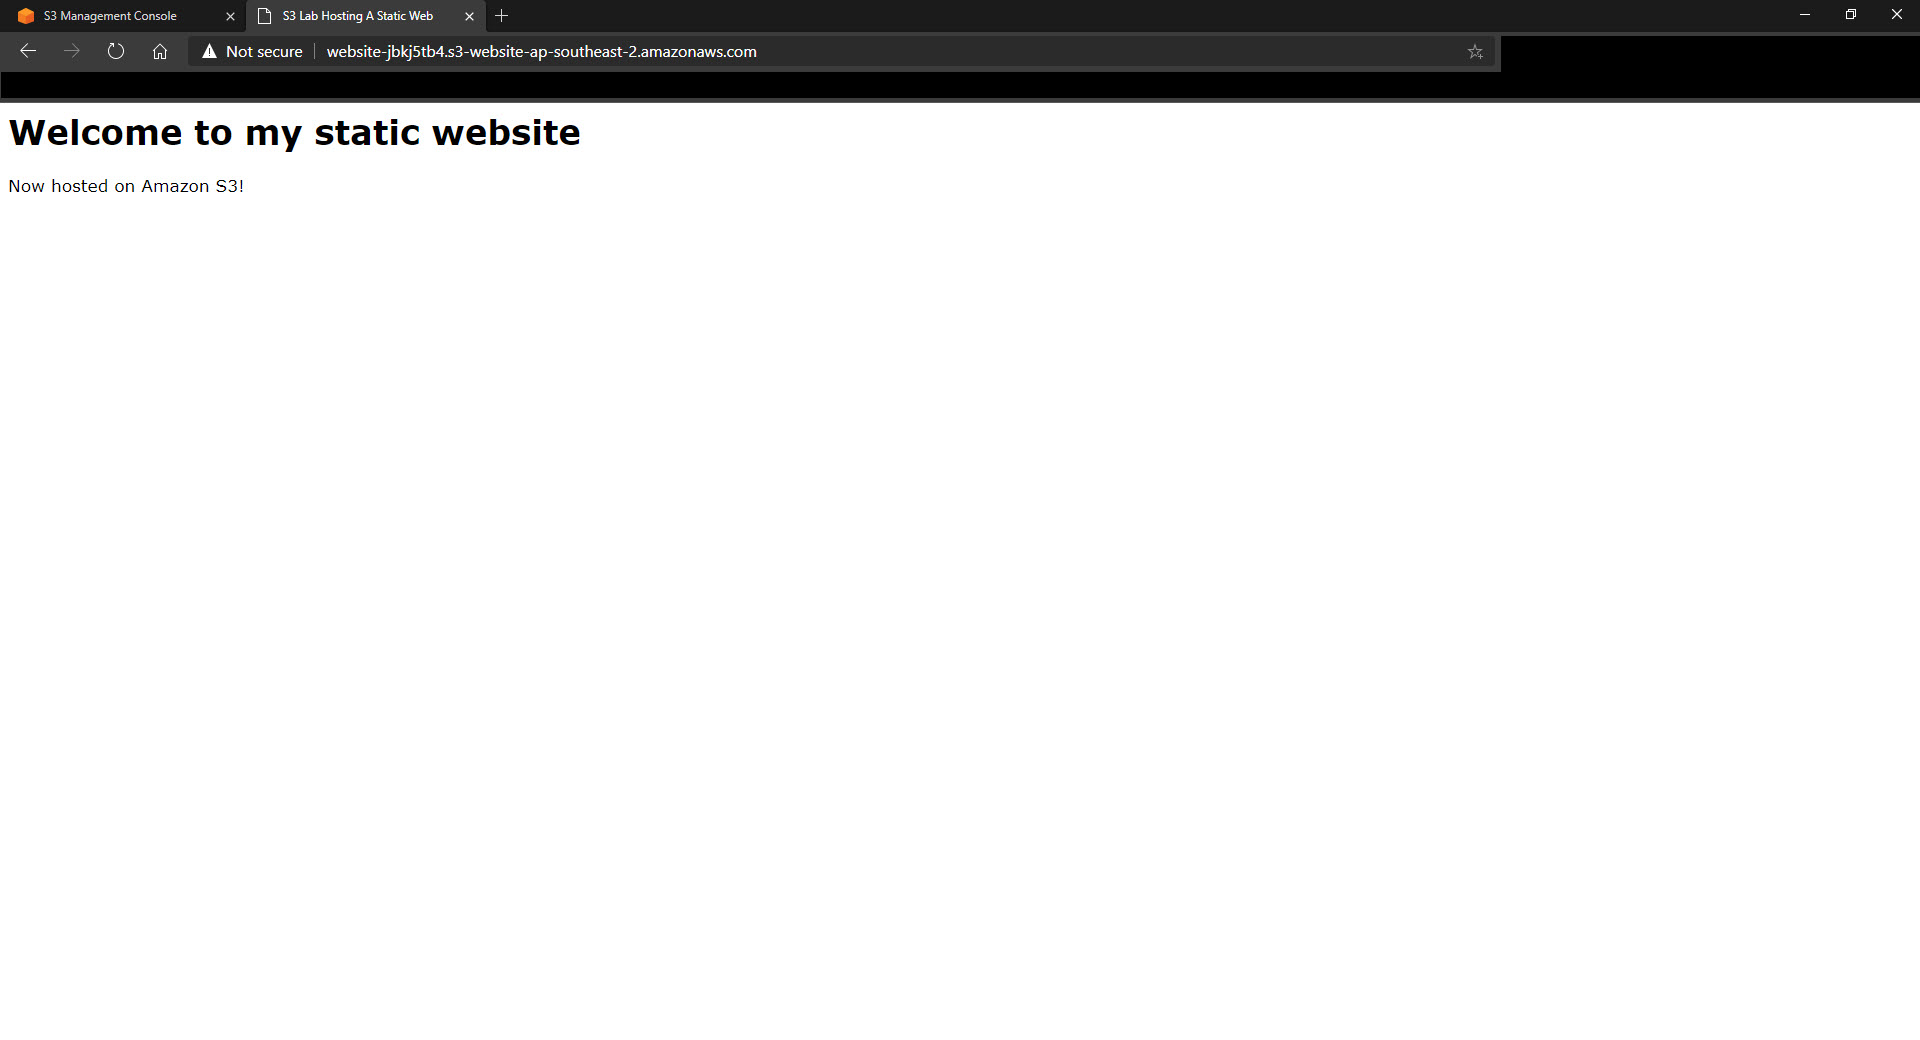 S3 Management Console
S3 Lab Hosting A Static Web
Not secure
website-jbkj5tb4.s3-website-ap-southeast-2.amazonaws.com
Welcome to my static website
Now hosted on Amazon S3!